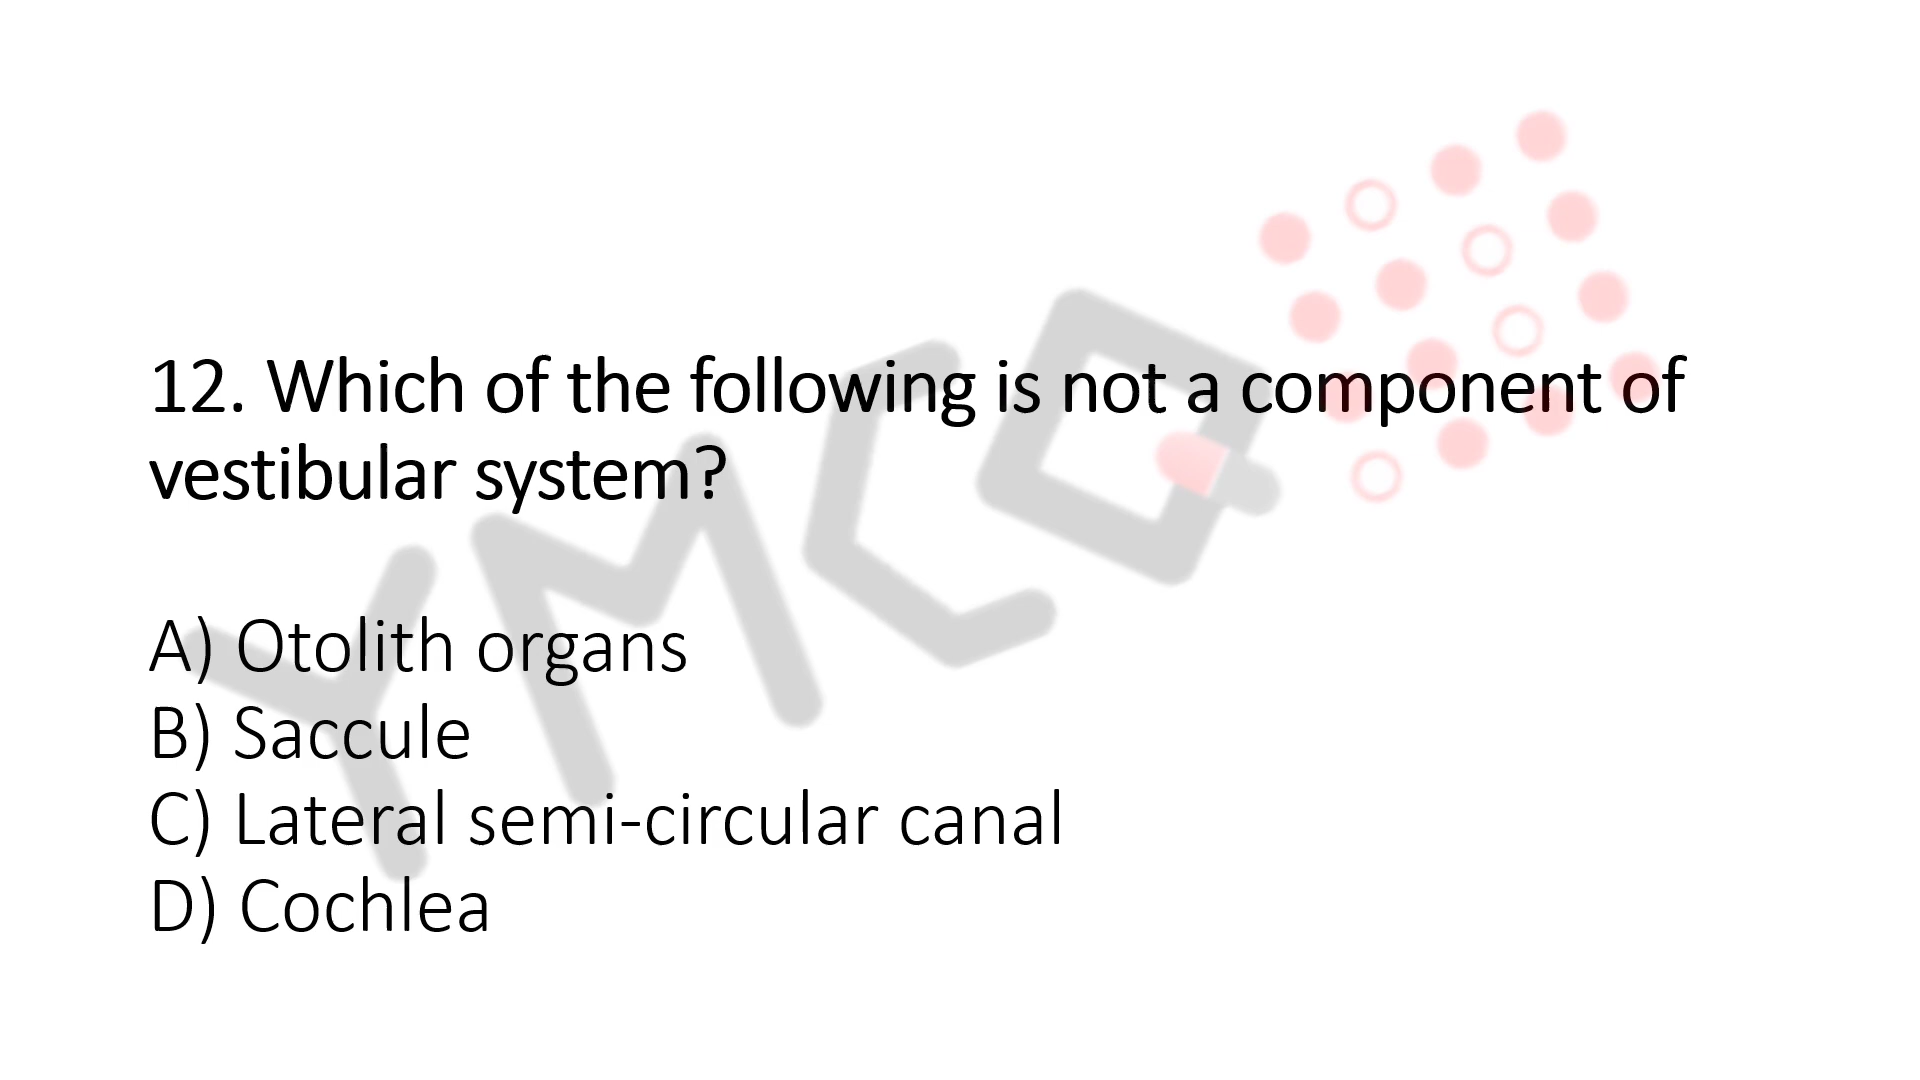 12. Which of the following is not a component of
vestibular system?
A) Otolith organs
B) Saccule
C) Lateral semi-circular canal
D) Cochlea
YMCQ